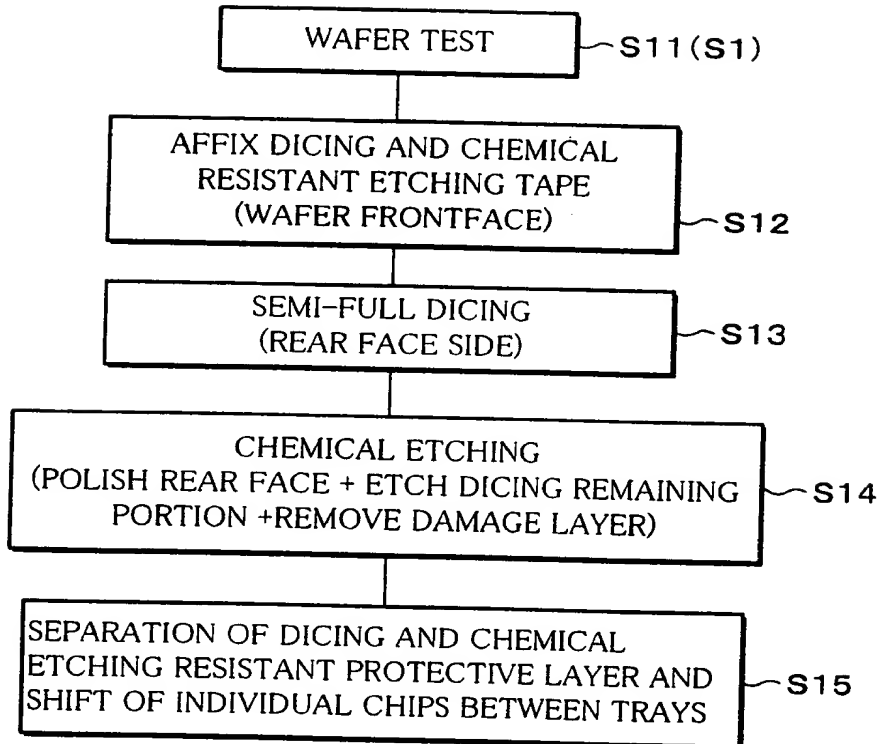 WAFER TEST
S11(S1)
AFFIX DICING AND CHEMICAL
RESISTANT ETCHING TAPE
(WAFER FRONTFACE)
S12
SEMI-FULL DICING
(REAR FACE SIDE)
S13
CHEMICAL ETCHING
(POLISH REAR FACE + ETCH DICING REMAINING
PORTION +REMOVE DAMAGE LAYER)
S14
SEPARATION OF DICING AND CHEMICAL
ETCHING RESISTANT PROTECTIVE LAYER AND
SHIFT OF INDIVIDUAL CHIPS BETWEEN TRAYS
S15